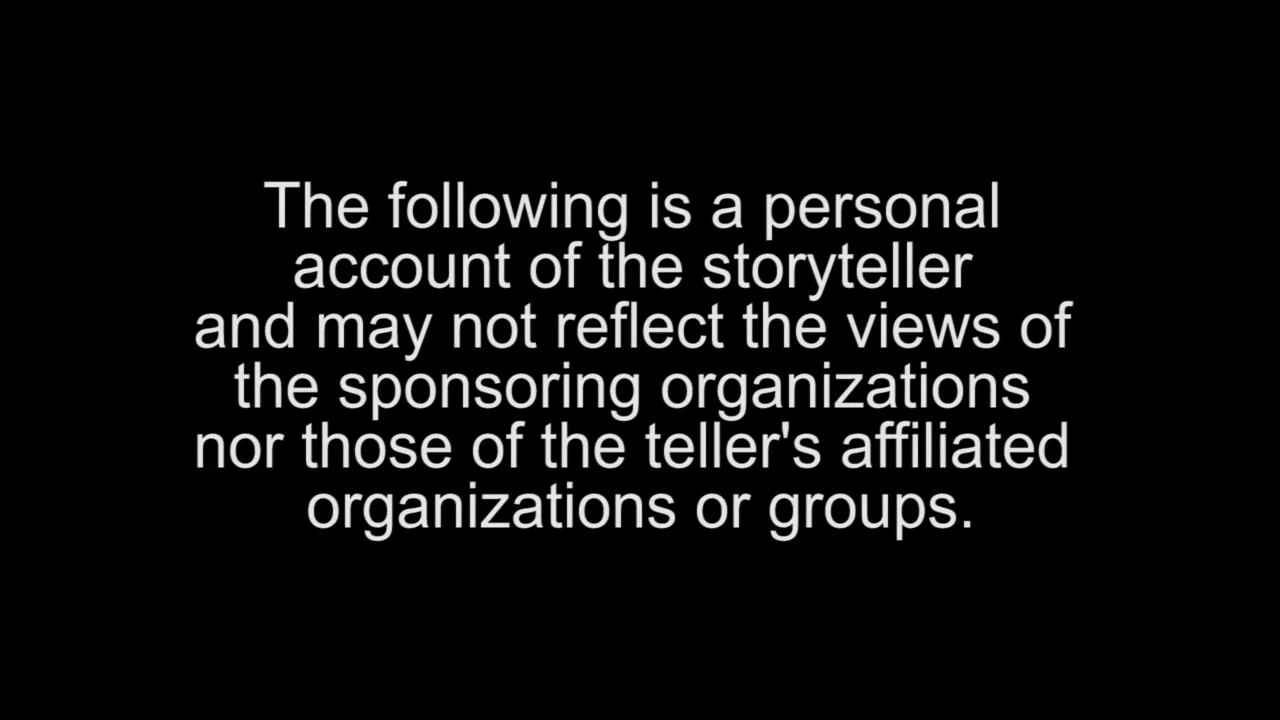 The following is a personal
account of the storyteller
and may not reflect the views of
the sponsoring organizations
nor those of the teller's affiliated
organizations or groups.